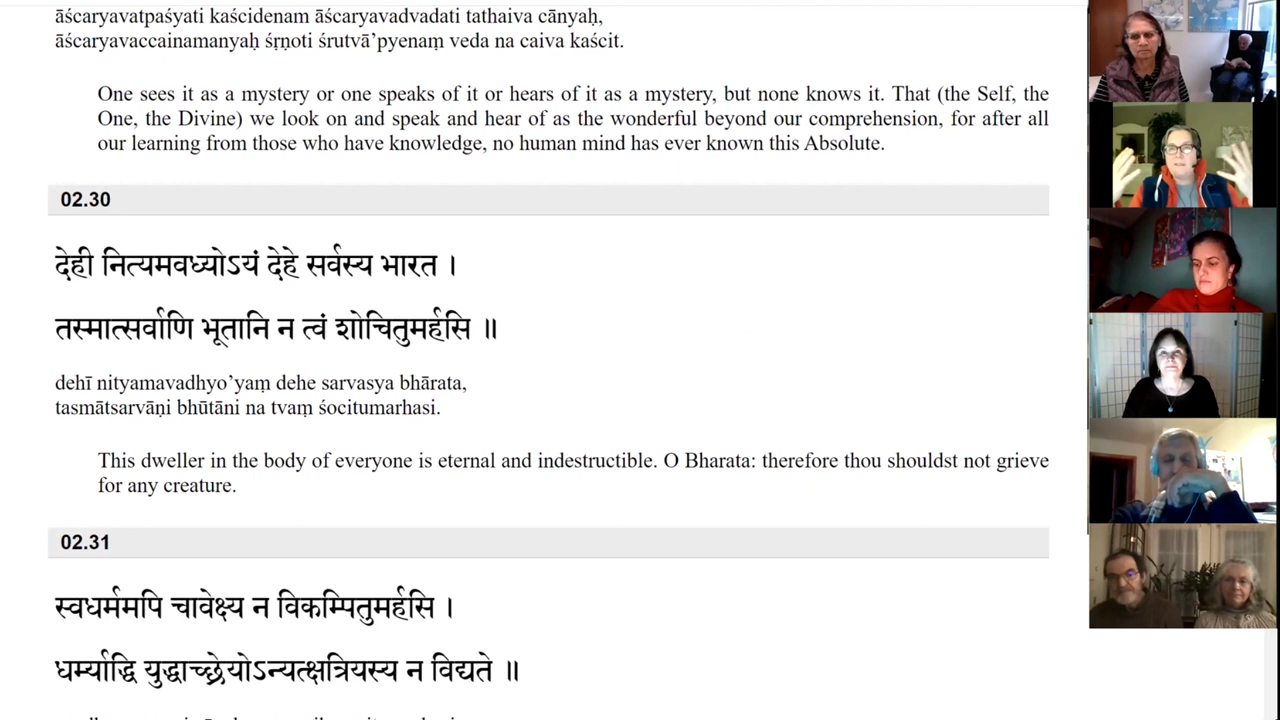 āścaryavatpaśyati kaścidenam āścaryavadvadati tathaiva cānyaḥ,
āścaryavaccainamanyaḥ śṛṇoti śrutvā’pyenaṃ veda na caiva kaścit.
One sees it as a mystery or one speaks of it or hears of it as a mystery, but none knows it. That (the Self, the
One, the Divine) we look on and speak and hear of as the wonderful beyond our comprehension, for after all
our learning from those who have knowledge, no human mind has ever known this Absolute.
02.30
देही नित्यमवध्योऽयं देहे सर्वस्य भारत ।
तस्मात्सर्वाणि भूतानि न त्वं शोचितुमर्हसि ॥
dehī nityamavadhyo’yaṃ dehe sarvasya bhārata,
tasmātsarvāṇi bhūtāni na tvaṃ śocitumarhasi.
This dweller in the body of everyone is eternal and indestructible. O Bharata: therefore thou shouldst not grieve
for any creature.
02.31
स्वधर्ममपि चावेक्ष्य न विकम्पितुमर्हसि ।
धर्म्याद्धि युद्धाच्छ्रेयोऽन्यत्क्षत्रियस्य न विद्यते ॥